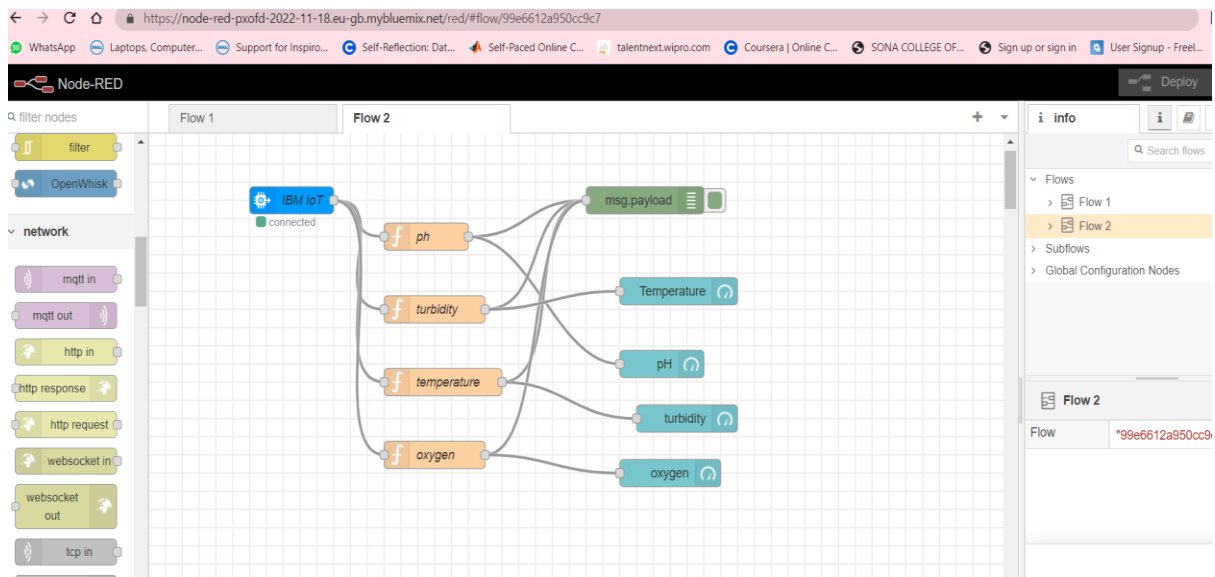 https://node-red-pxofd-2022-11-18.eu-gb.mybluemix.net/red/#flow/99e6612a950cc9c7
WhatsApp Laptops, Computer... Support for Inspiro... Self-Reflection: Dat... Self-Paced Online C... talentnext.wipro.com Coursera | Online C... SONA COLLEGE OF... Sign up or sign in User Signup - Freel...
Node-RED Deploy
filter nodes Flow 1 Flow 2 + i info i
filter
OpenWhisk
network
mqtt in
mqtt out
http in
http response
http request
websocket in
websocket
out
tcp in
IBM IoT
connected
ph
turbidity
temperature
oxygen
msg.payload
Temperature
pH
turbidity
oxygen
Search flows
Flows
Flow 1
Flow 2
Subflows
Global Configuration Nodes
Flow 2
Flow "99e6612a950cc9